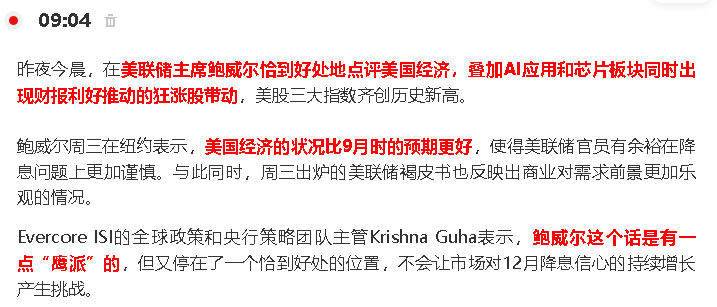 09:04
昨夜今晨，在美联储主席鲍威尔恰到好处地点评美国经济，叠加AI应用和芯片板块同时出
现财报利好推动的狂涨股带动，美股三大指数齐创历史新高。
鲍威尔周三在纽约表示，美国经济的状况比9月时的预期更好，使得美联储官员有余裕在降
息问题上更加谨慎。与此同时，周三出炉的美联储褐皮书也反映出商业对需求前景更加乐
观的情况。
Evercore ISI的全球政策和央行策略团队主管Krishna Guha表示，鲍威尔这个话是有一
点“鹰派”的，但又停在了一个恰到好处的位置，不会让市场对12月降息信心的持续增长
产生挑战。